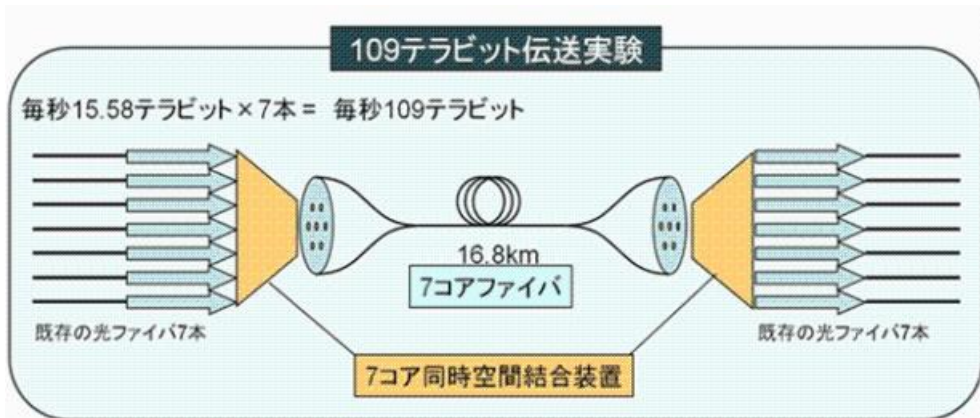 109テラビット伝送実験
毎秒15.58テラビット×7本= 毎秒109テラビット
16.8km
7コアファイバ
既存の光ファイバ7本
既存の光ファイバ7本
7コア同時空間結合装置